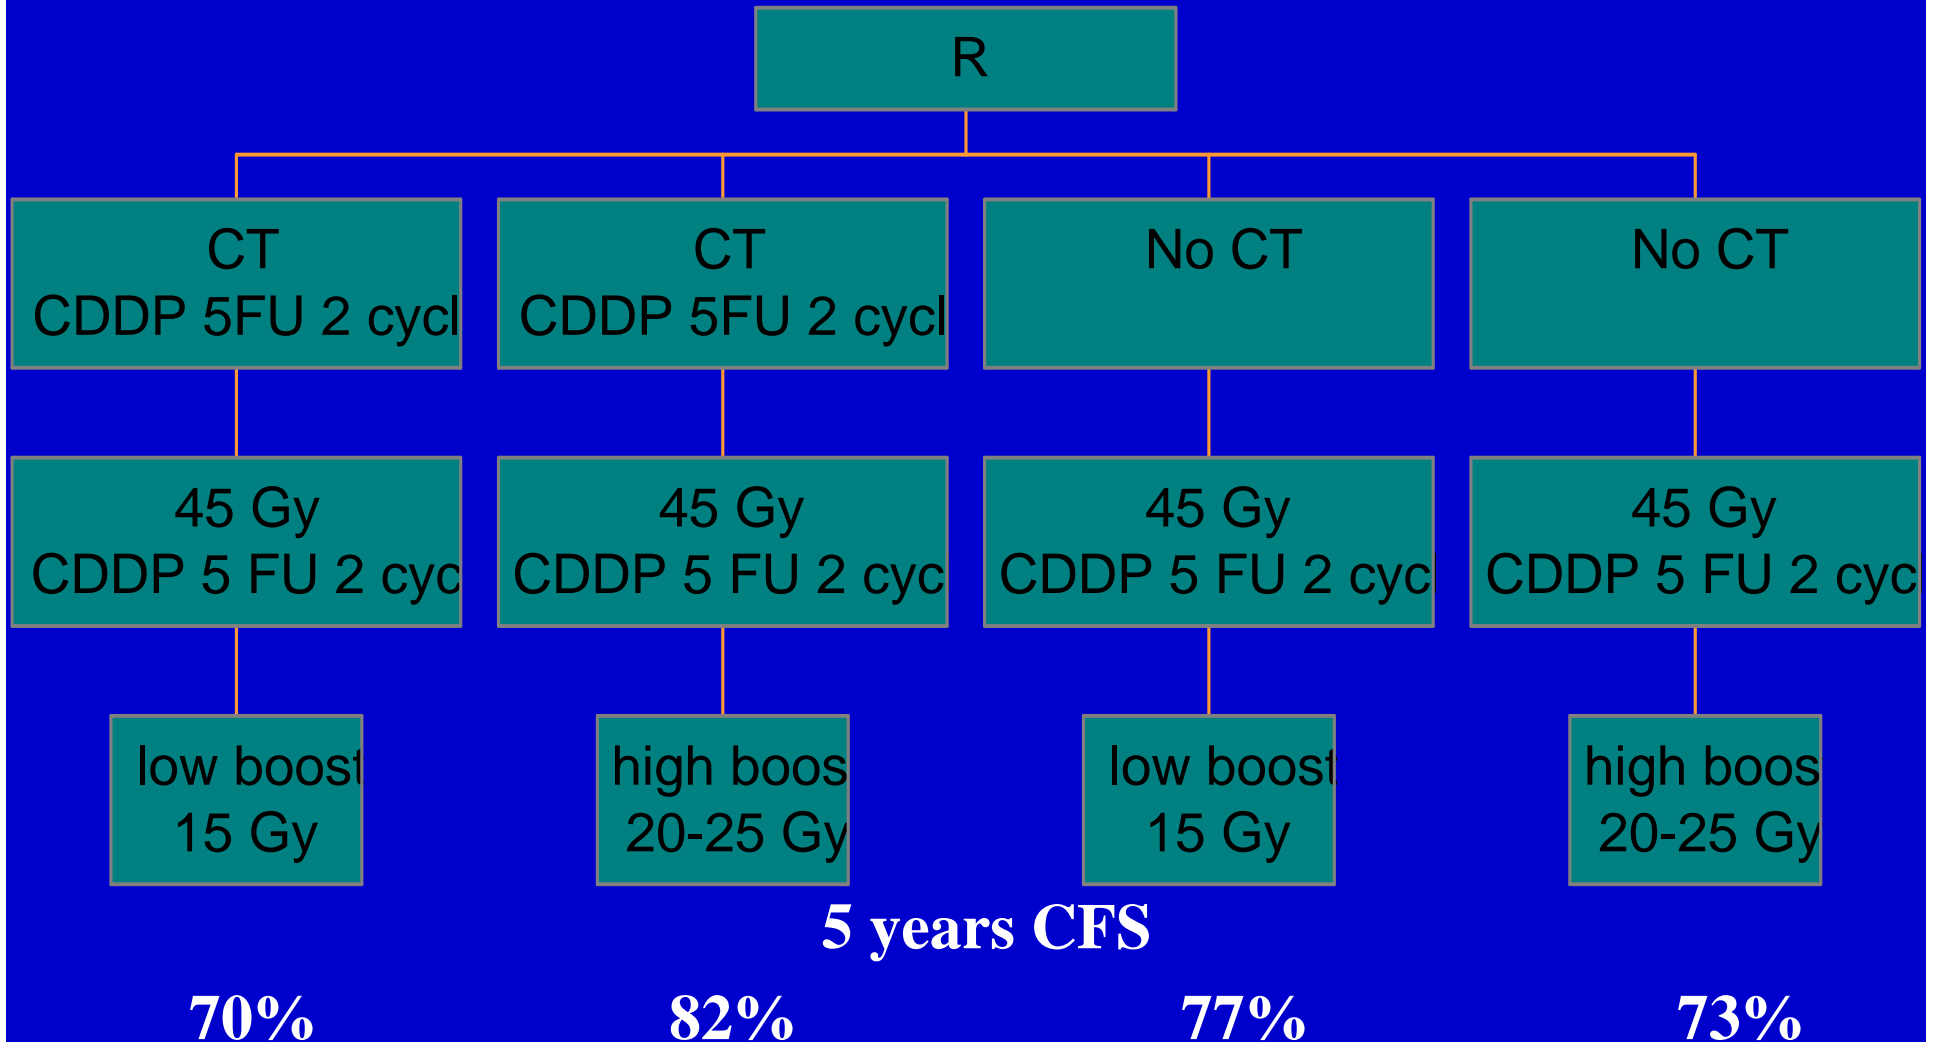 R
CT
CDDP 5FU 2 cycl
CT
CDDP 5FU 2 cycl
No CT
No CT
45 Gy
CDDP 5 FU 2 cyc
45 Gy
CDDP 5 FU 2 cyc
45 Gy
CDDP 5 FU 2 cyc
45 Gy
CDDP 5 FU 2 cyc
low boost
15 Gy
high boos
20-25 Gy
low boost
15 Gy
high boos
20-25 Gy
5 years CFS
70%
82%
77%
73%